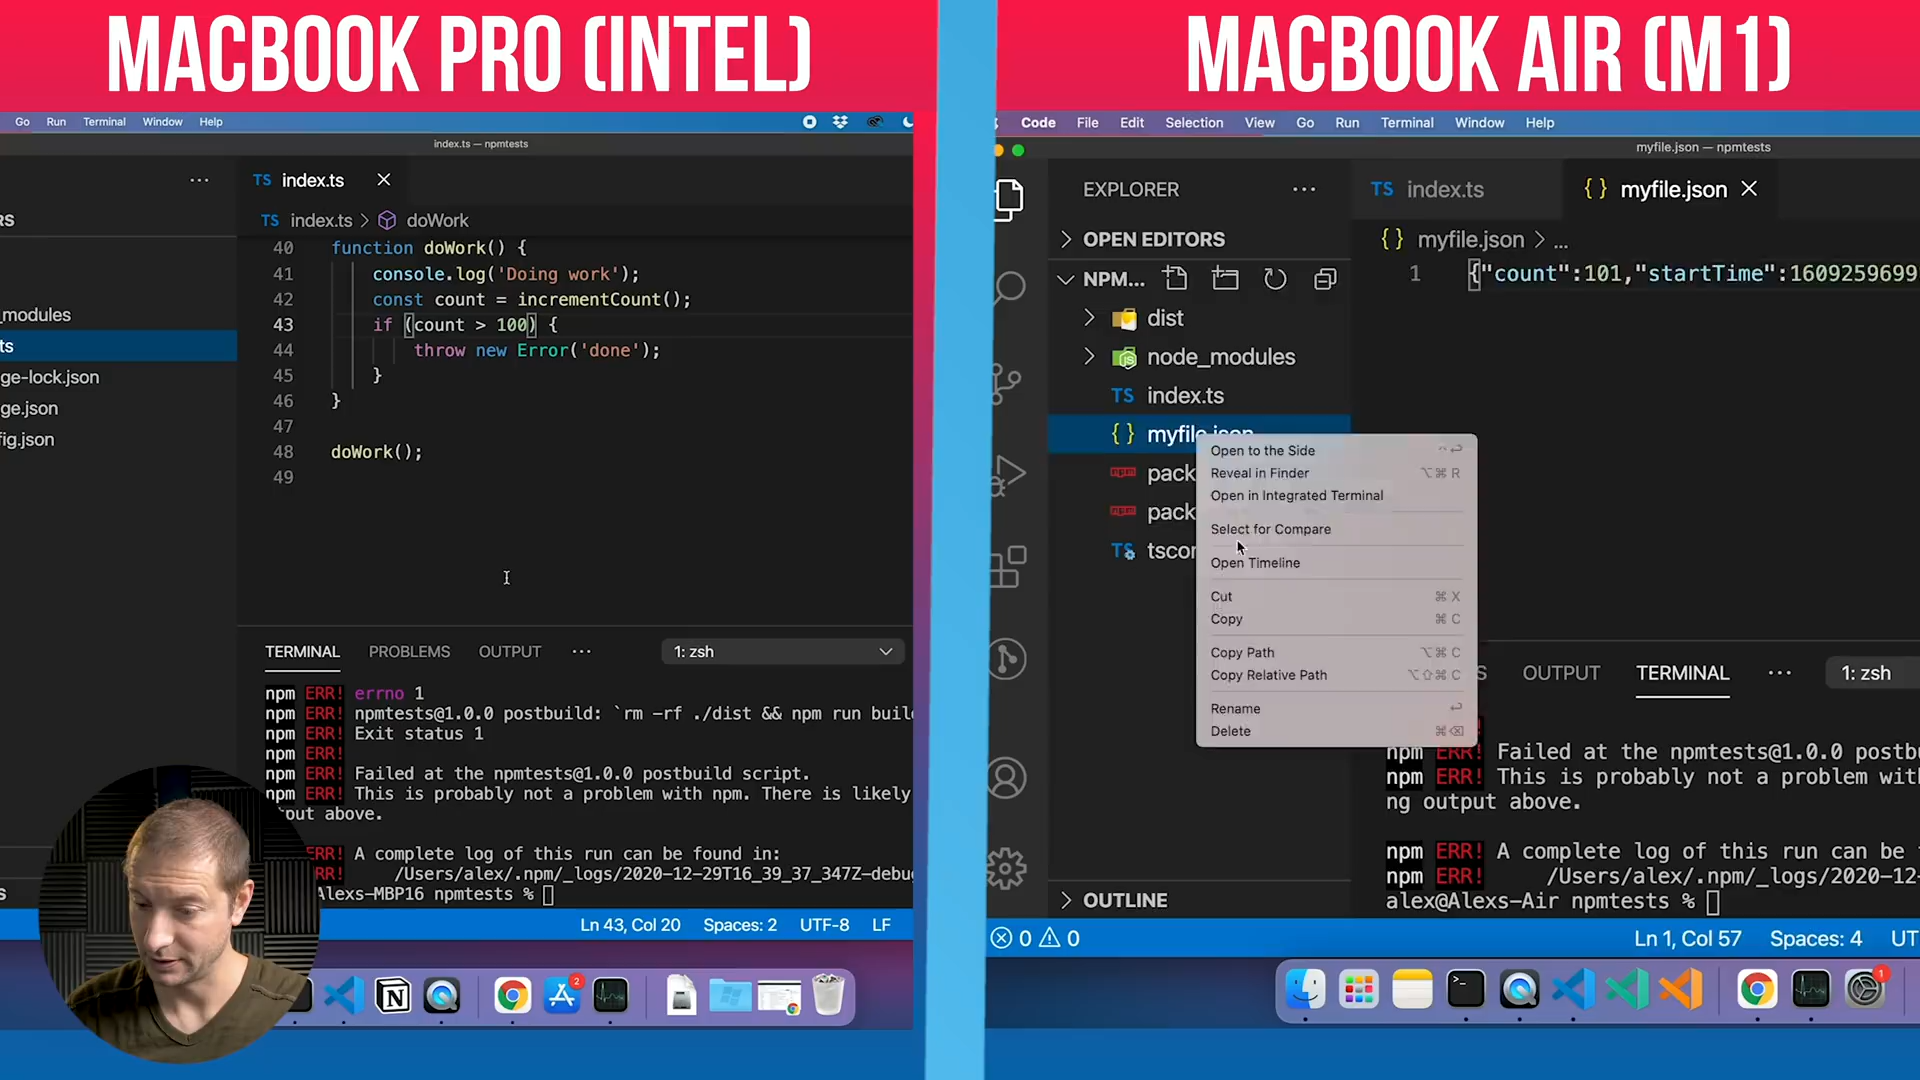 MACBOOK PRO (INTEL)
Go Run Terminal Window Help
index.ts — npmtests
TS index.ts
TS index.ts > doWork
_modules
ts
ge-lock.json
ge.json
fig.json
40 function doWork() {
41 console.log('Doing work');
42 const count = incrementCount();
43 if (count > 100) {
44 throw new Error('done');
45 }
46 }
47
48 doWork();
49
TERMINAL PROBLEMS OUTPUT ··· 1: zsh
npm ERR! errno 1
npm ERR! npmtests@1.0.0 postbuild: `rm -rf ./dist && npm run buil
npm ERR! Exit status 1
npm ERR!
npm ERR! Failed at the npmtests@1.0.0 postbuild script.
npm ERR! This is probably not a problem with npm. There is likely
put above.
ERR! A complete log of this run can be found in:
ERR! /Users/alex/.npm/_logs/2020-12-29T16_39_37_347Z-debug
Alexs-MBP16 npmtests %
Ln 43, Col 20 Spaces: 2 UTF-8 LF
2
MACBOOK AIR (M1)
Code File Edit Selection View Go Run Terminal Window Help
myfile.json — npmtests
EXPLORER ···
TS index.ts
{ } myfile.json
OPEN EDITORS
{ } myfile.json > ...
NPM...
1 {"count":101,"startTime":1609259699
dist
node_modules
TS index.ts
{ } myfile.json
pack
pack
TS tscon
Open to the Side
Reveal in Finder ⌥⌘ R
Open in Integrated Terminal
Select for Compare
Open Timeline
Cut ⌘ X
Copy ⌘ C
Copy Path ⌥⌘ C
Copy Relative Path ⌥⇧⌘ C
Rename
Delete ⌘⌫
S OUTPUT TERMINAL ··· 1: zsh
npm ERR! Failed at the npmtests@1.0.0 postbu
npm ERR! This is probably not a problem with
ng output above.
npm ERR! A complete log of this run can be
npm ERR! /Users/alex/.npm/_logs/2020-12-
alex@Alexs-Air npmtests %
OUTLINE
0 0
Ln 1, Col 57 Spaces: 4 UT
1